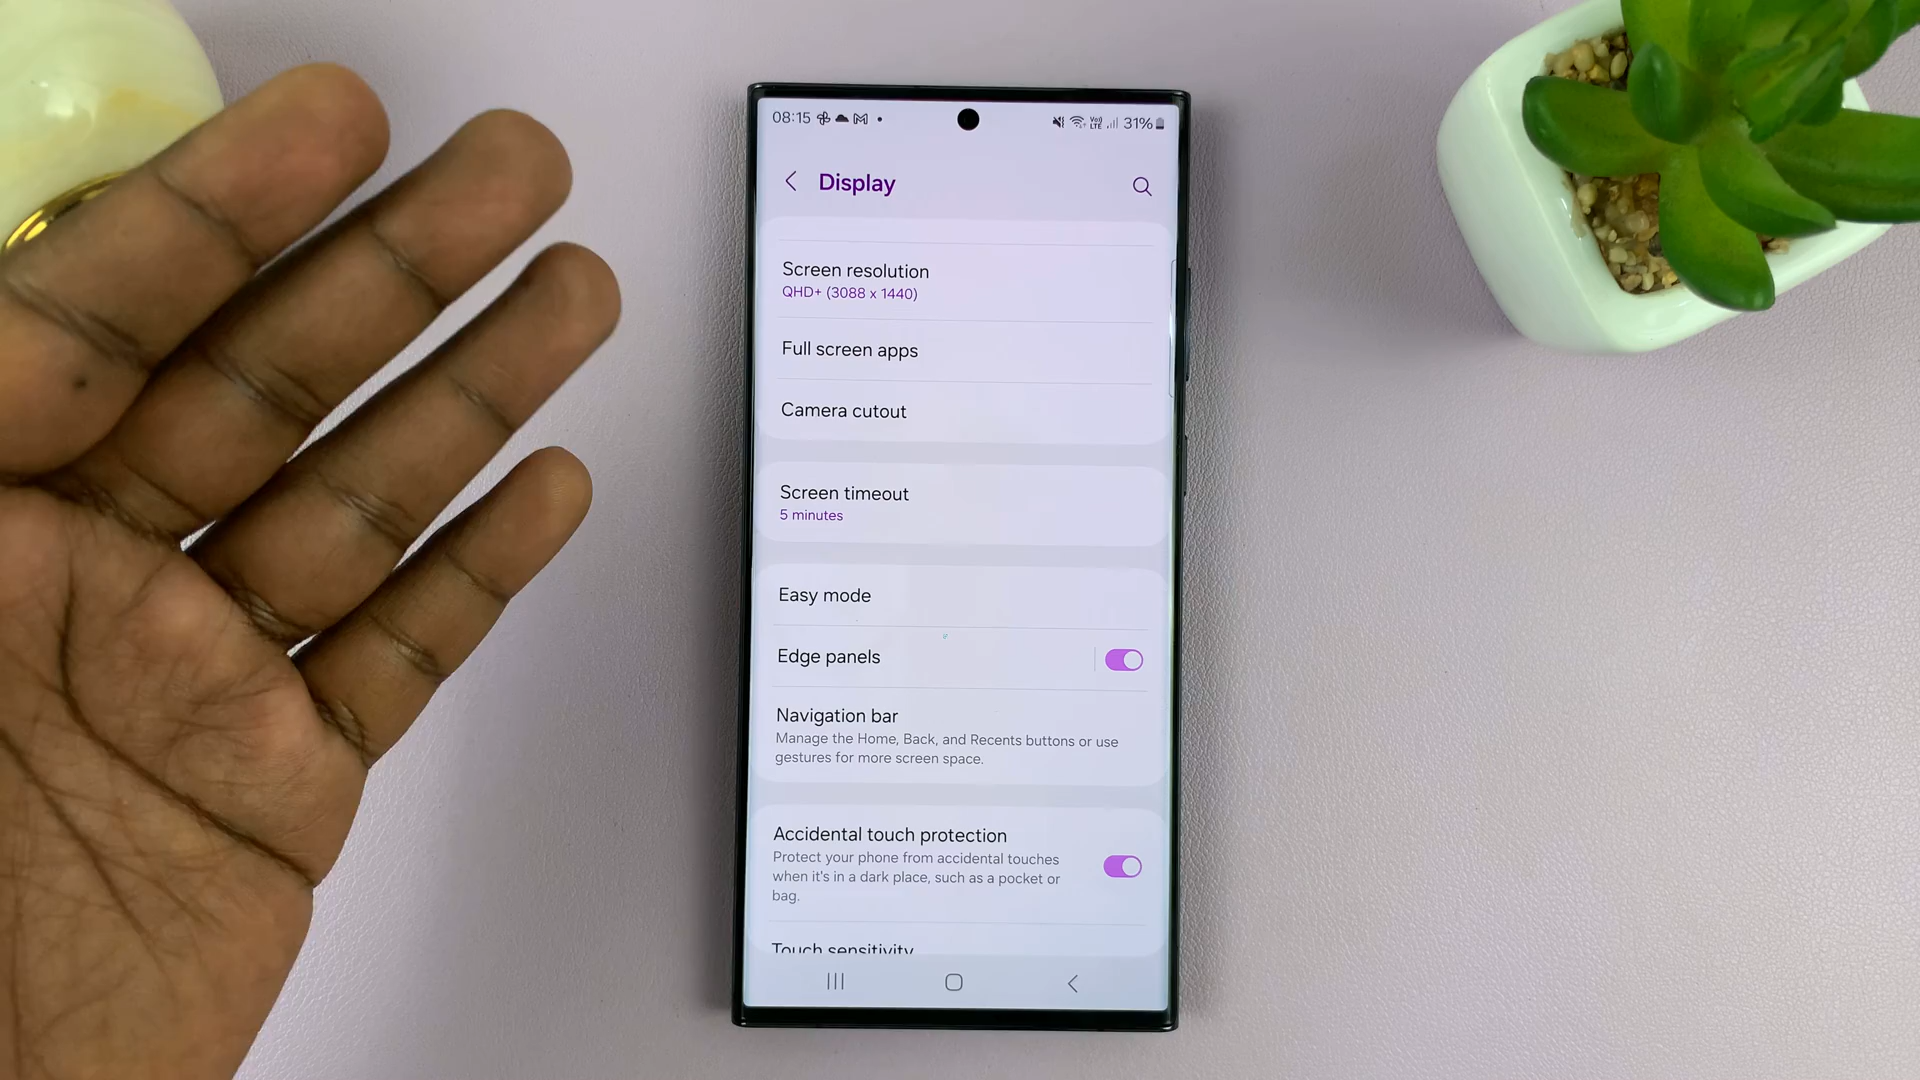 08:15 31%
Display
Screen resolution
QHD+ (3088 x 1440)
Full screen apps
Camera cutout
Screen timeout
5 minutes
Easy mode
Edge panels
Navigation bar
Manage the Home, Back, and Recents buttons or use
gestures for more screen space.
Accidental touch protection
Protect your phone from accidental touches
when it's in a dark place, such as a pocket or
bag.
Touch sensitivity